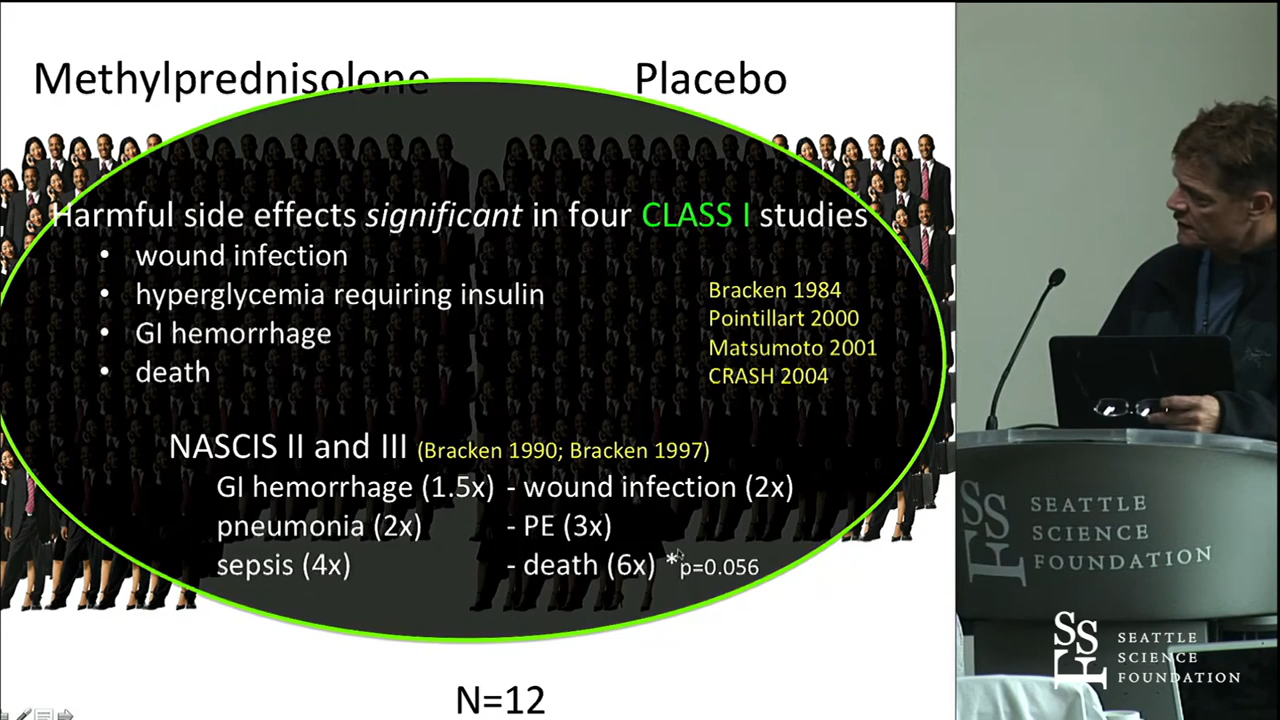 Methylprednisolone
Placebo
Harmful side effects significant in four CLASS I studies
• wound infection
• hyperglycemia requiring insulin
• GI hemorrhage
• death
Bracken 1984
Pointillart 2000
Matsumoto 2001
CRASH 2004
NASCIS II and III (Bracken 1990; Bracken 1997)
GI hemorrhage (1.5x) - wound infection (2x)
pneumonia (2x) - PE (3x)
sepsis (4x) - death (6x) *p=0.056
N=12
SSF
SEATTLE
SCIENCE
FOUNDATION
SSF
SEATTLE
SCIENCE
FOUNDATION